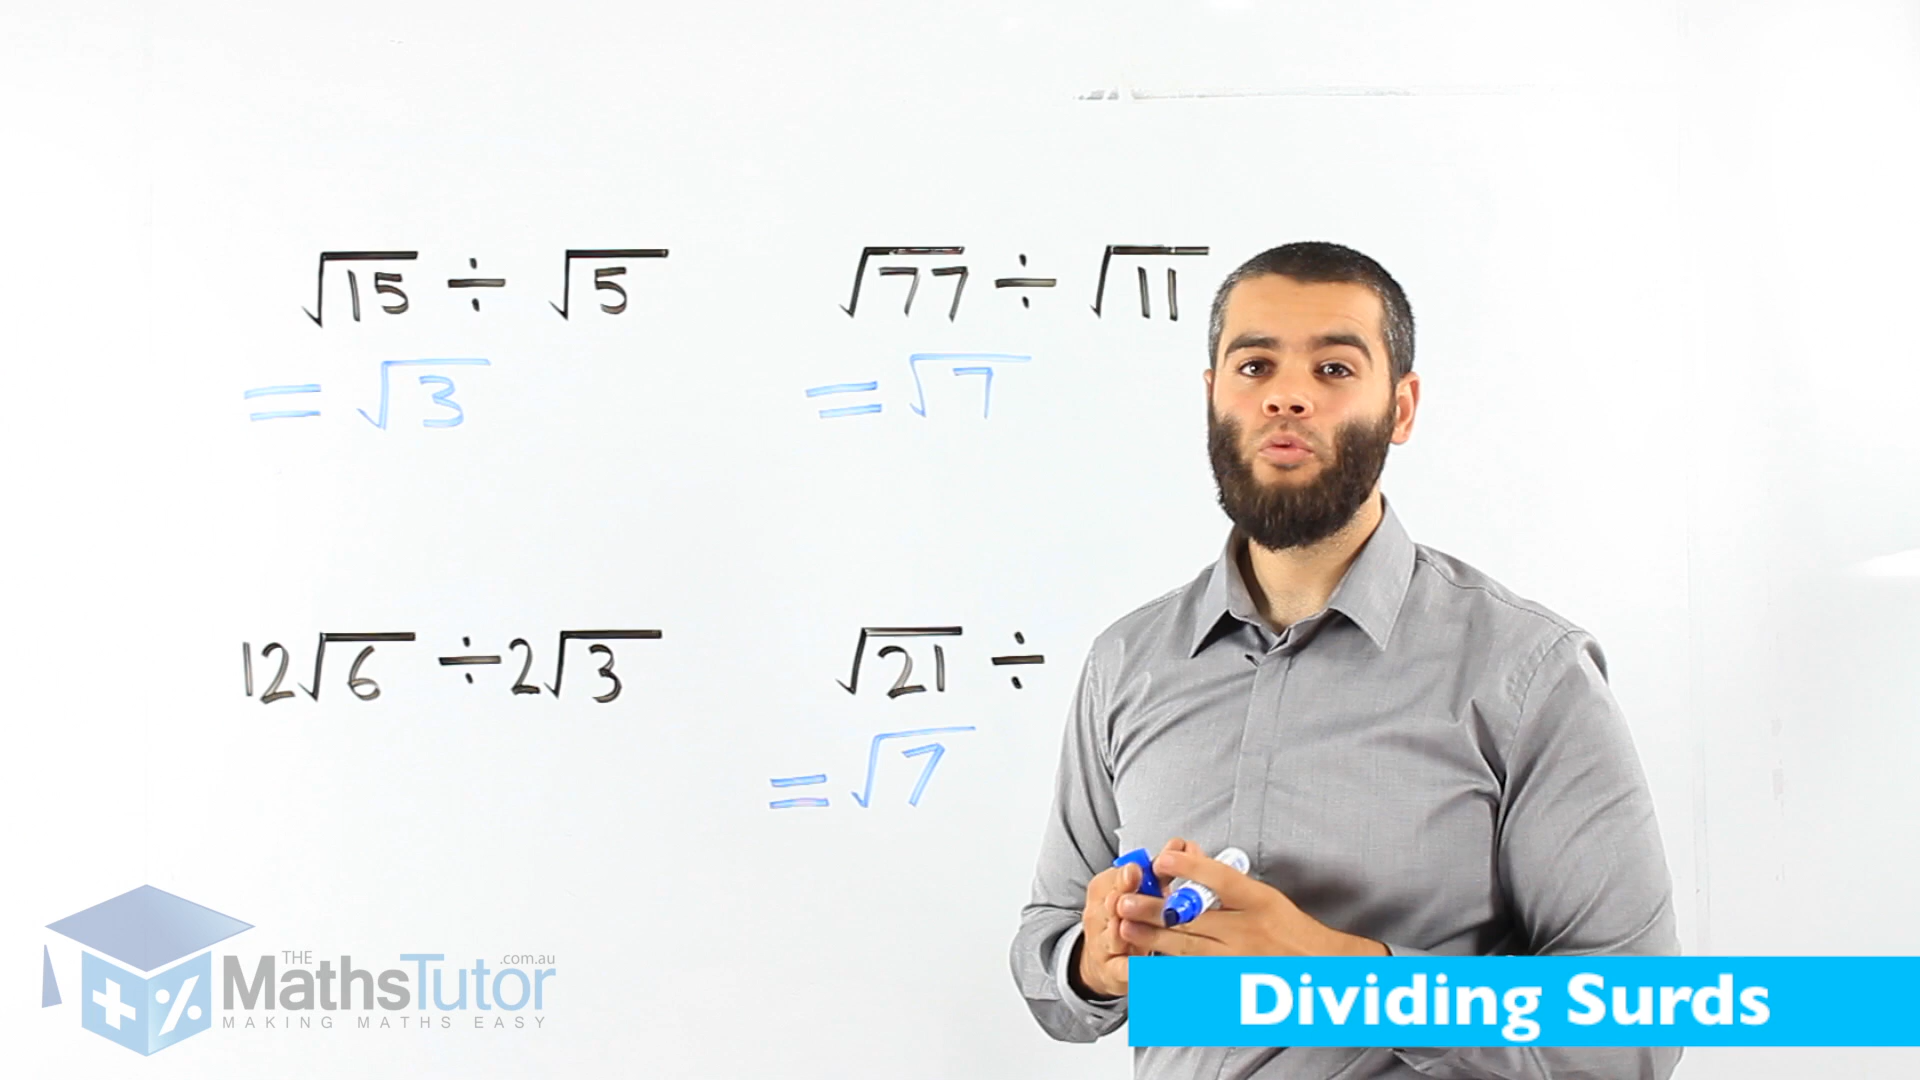 √15 ÷ √5
= √3
√77 ÷ √11
= √7
12√6 ÷ 2√3
√21 ÷
= √7
THE
MathsTutor
.com.au
MAKING MATHS EASY
Dividing Surds